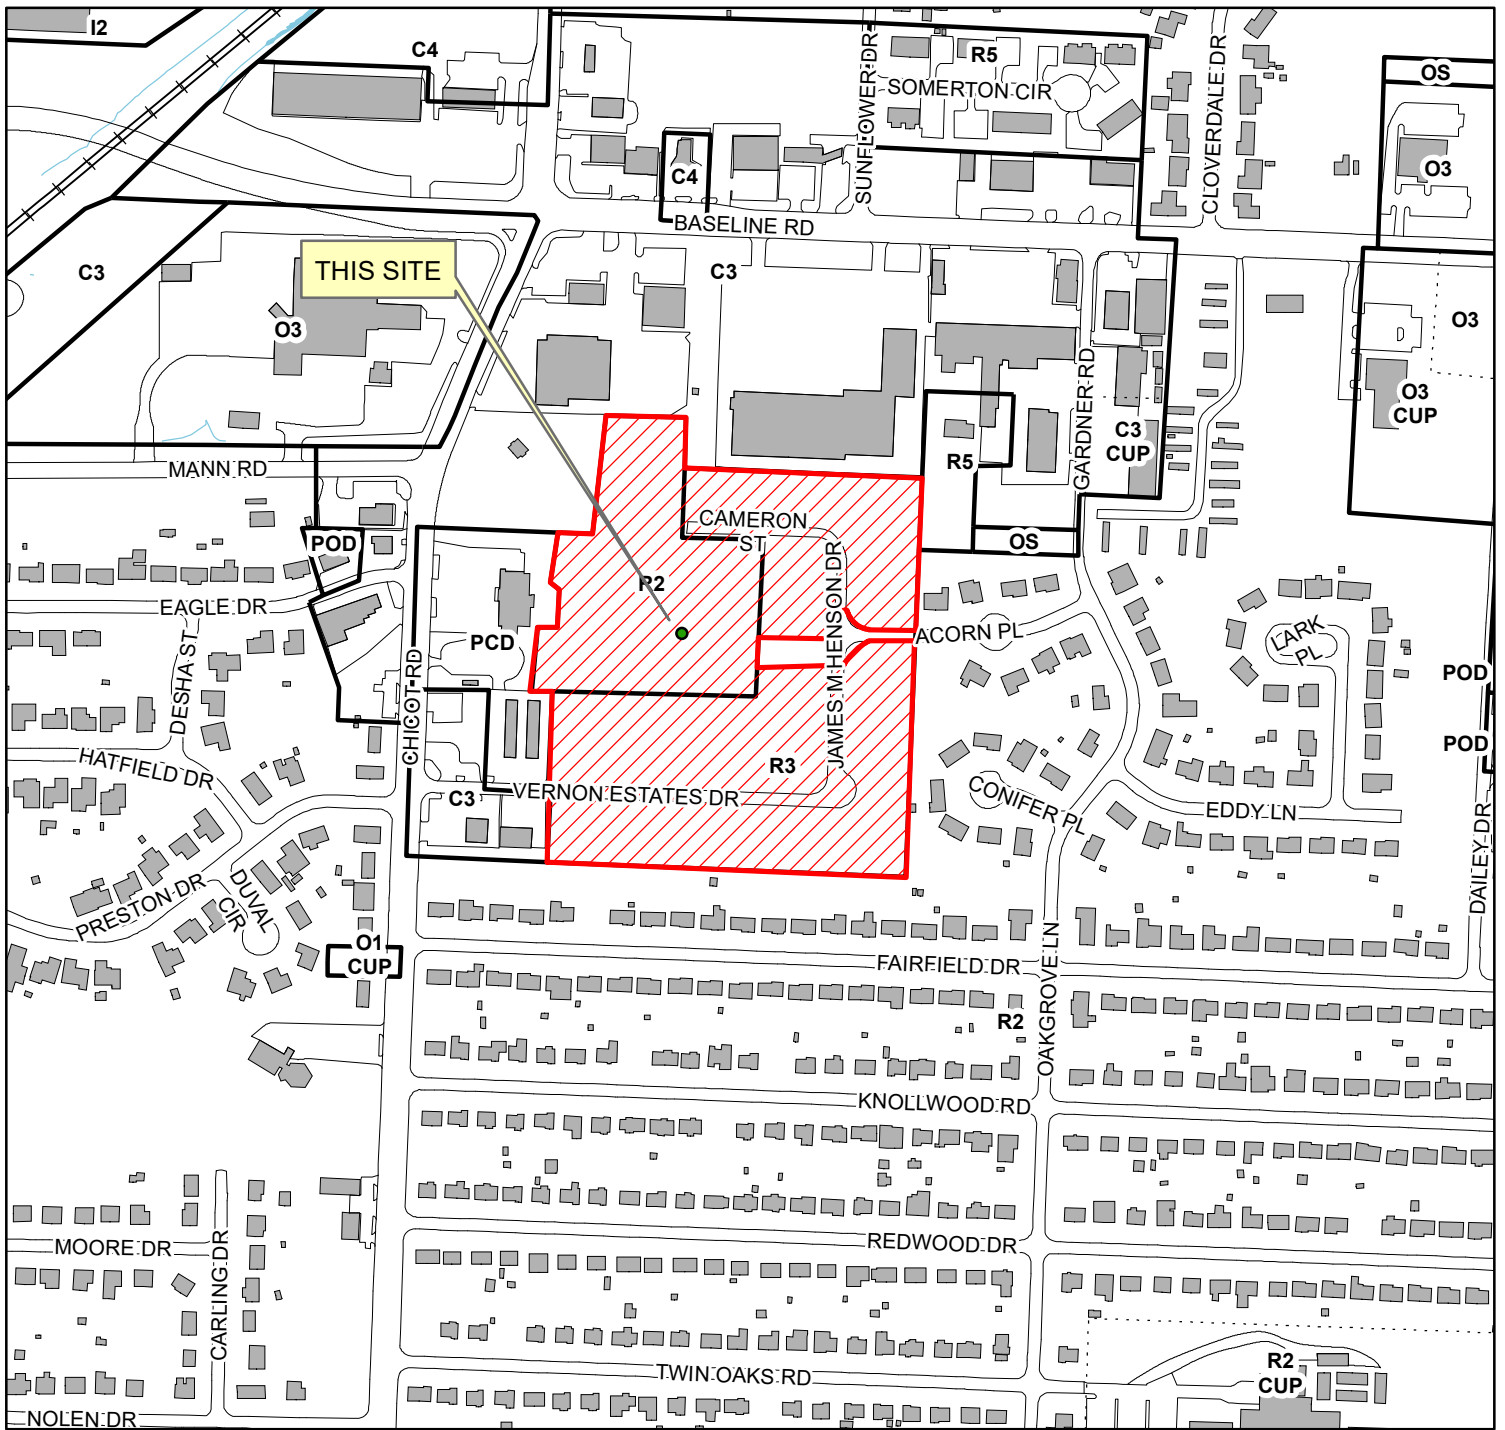 I2
C4
R5
OS
SOMERTON CIR
SUNFLOWER DR
CLOVERDALE DR
C4
O3
BASELINE RD
C3
THIS SITE
C3
O3
O3
O3
CUP
GARDNER RD
C3
CUP
R5
MANN RD
CAMERON
ST
POD
OS
R2
JAMES M HENSON DR
EAGLE DR
ACORN PL
LARK
PL
DESHA ST
PCD
CHICOT RD
POD
POD
HATFIELD DR
R3
C3
VERNON ESTATES DR
CONIFER PL
EDDY LN
DAILEY DR
PRESTON DR
DUVAL
CIR
O1
CUP
FAIRFIELD DR
OAKGROVE LN
R2
KNOLLWOOD RD
REDWOOD DR
MOORE DR
CARLING DR
TWIN OAKS RD
R2
CUP
NOLEN DR